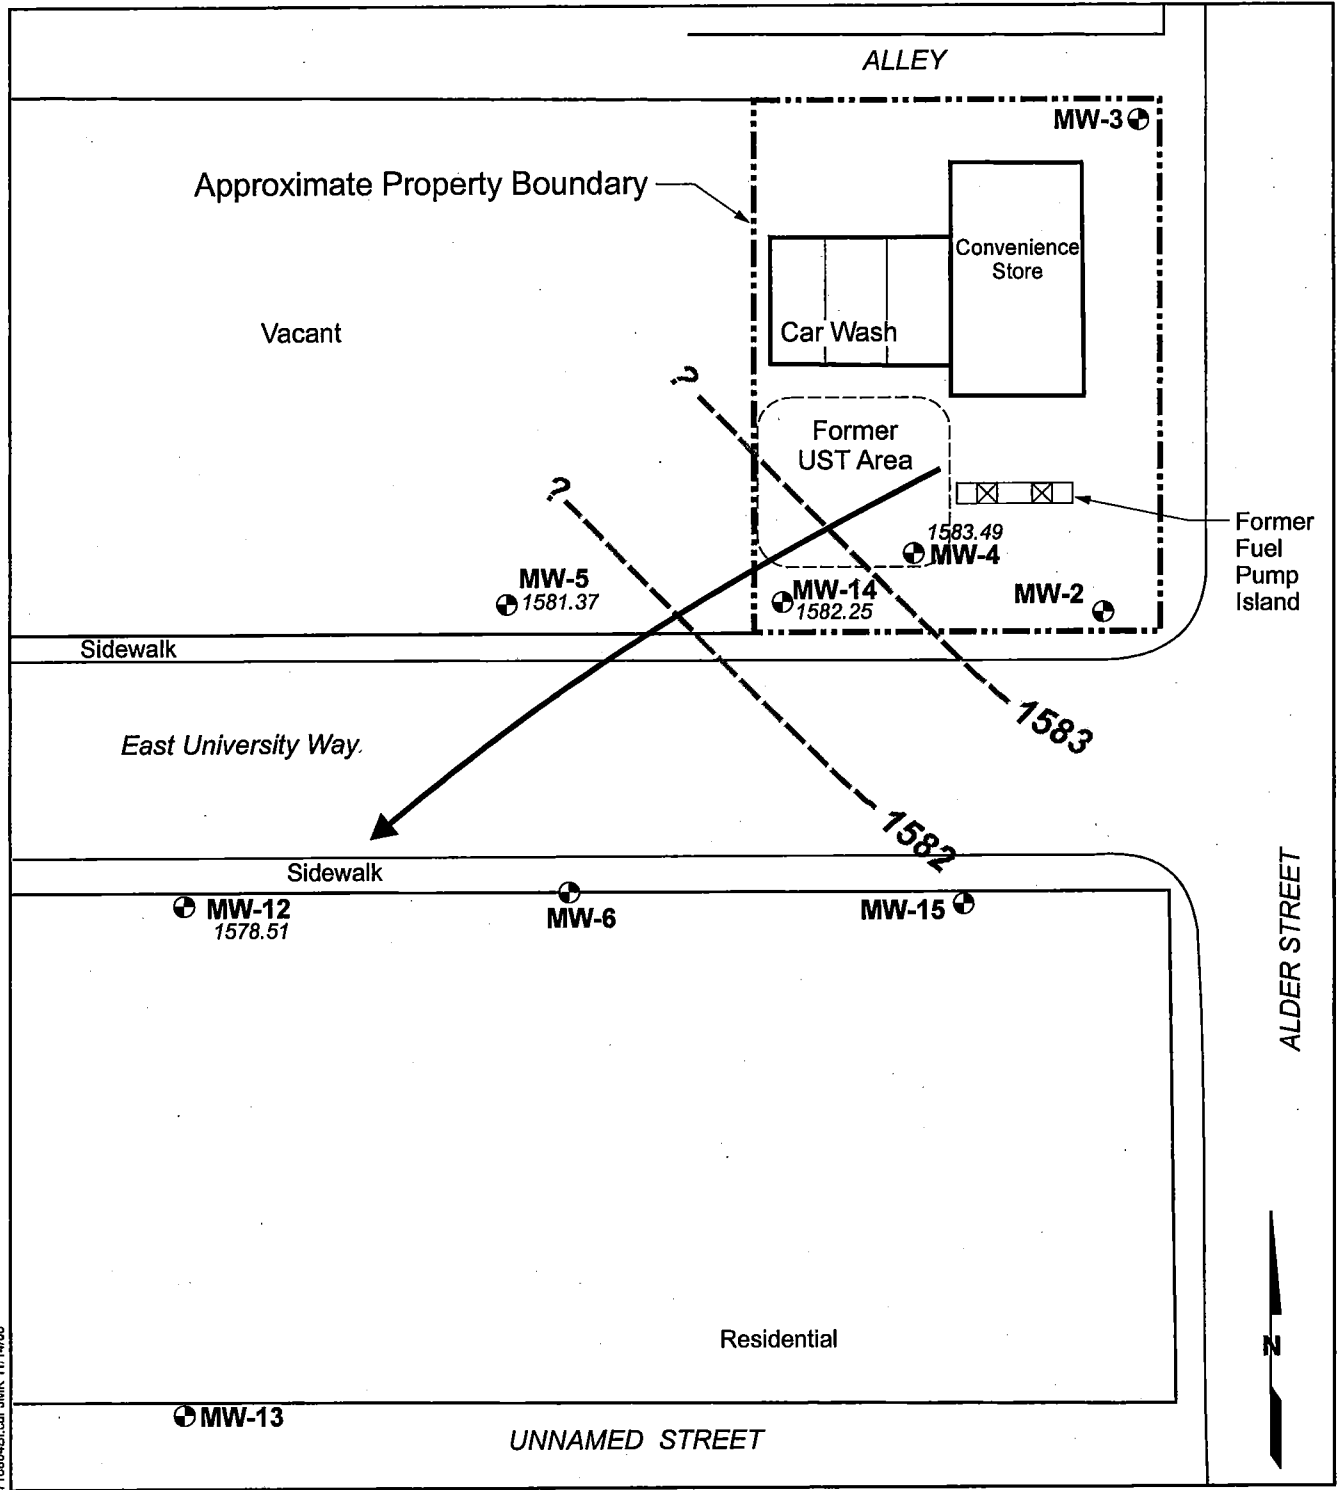 ALLEY
MW-3
Approximate Property Boundary
Convenience
Store
Vacant
Car Wash
?
Former
UST Area
?
1583.49
MW-4
Former
Fuel
Pump
Island
MW-5
1581.37
MW-14
1582.25
MW-2
Sidewalk
1583
East University Way
1582
Sidewalk
MW-12
1578.51
MW-6
MW-15
ALDER STREET
Residential
N
MW-13
UNNAMED STREET